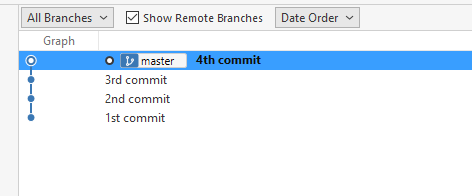 All Branches Show Remote Branches Date Order
Graph
master 4th commit
3rd commit
2nd commit
1st commit